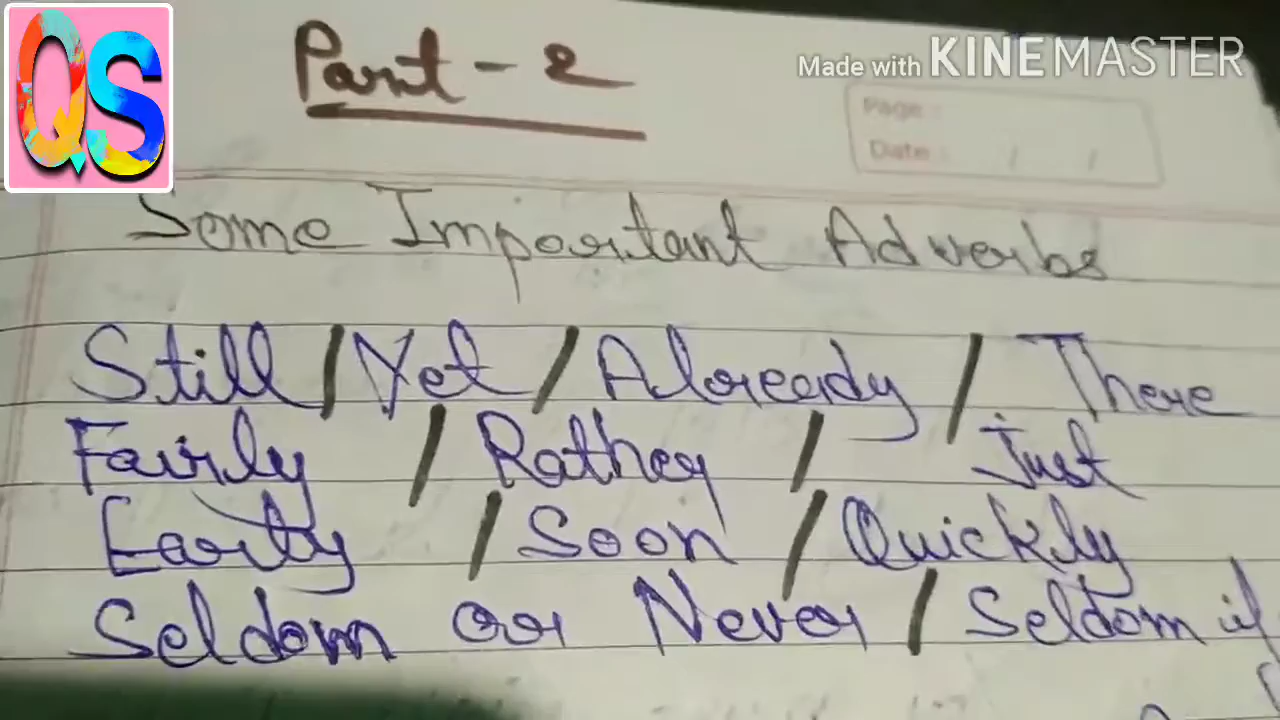 QS
Part - 2
Made with KINEMASTER
Page :
Date : / /
Some Important Adverbs
Still / Yet / Already / There
Fairly / Rather / Just
Early / Soon / Quickly
Seldom or Never / Seldom if